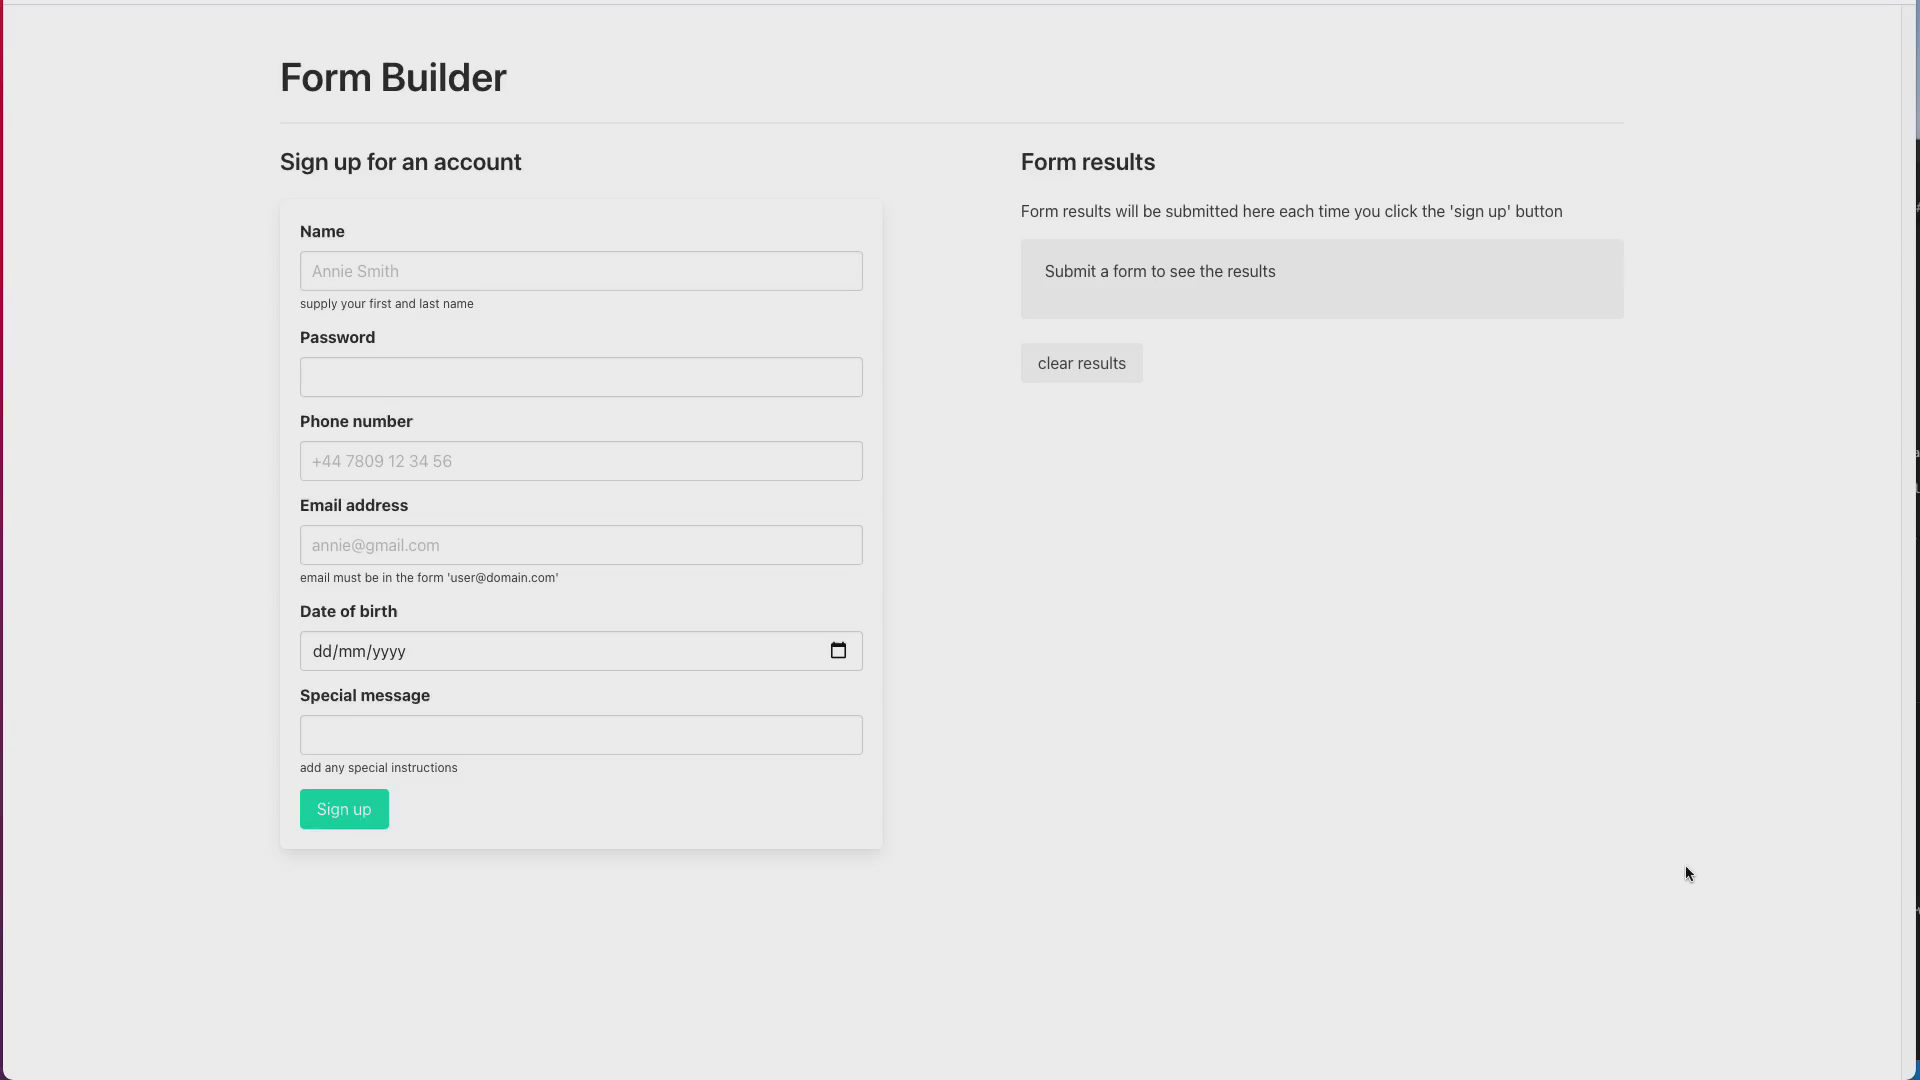 Form Builder
Sign up for an account
Name
Annie Smith
supply your first and last name
Password
Phone number
+44 7809 12 34 56
Email address
annie@gmail.com
email must be in the form 'user@domain.com'
Date of birth
dd/mm/yyyy
Special message
add any special instructions
Sign up
Form results
Form results will be submitted here each time you click the 'sign up' button
Submit a form to see the results
clear results